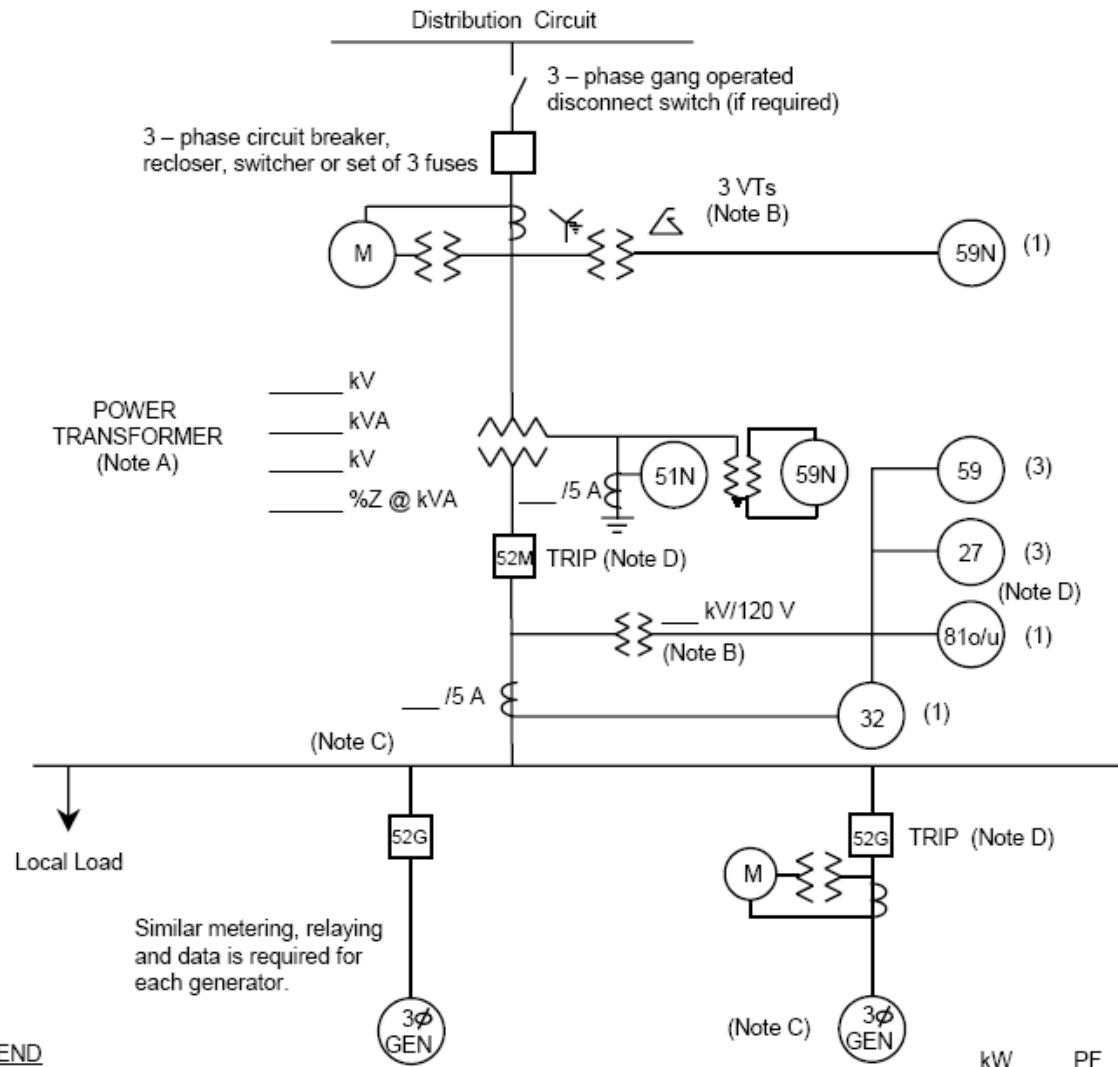 Distribution Circuit
3 – phase gang operated
disconnect switch (if required)
3 – phase circuit breaker,
recloser, switcher or set of 3 fuses
3 VTs
(Note B)
M
59N
(1)
POWER
TRANSFORMER
(Note A)
_____ kV
_____ kVA
_____ kV
_____ %Z @ kVA
___ /5 A
51N
59N
59
(3)
52M
TRIP (Note D)
27
(3)
(Note D)
___ kV/120 V
(Note B)
81o/u
(1)
___ /5 A
32
(1)
(Note C)
Local Load
52G
52G
TRIP (Note D)
M
Similar metering, relaying
and data is required for
each generator.
3ϕ
GEN
(Note C)
3ϕ
GEN
END
kW
PF